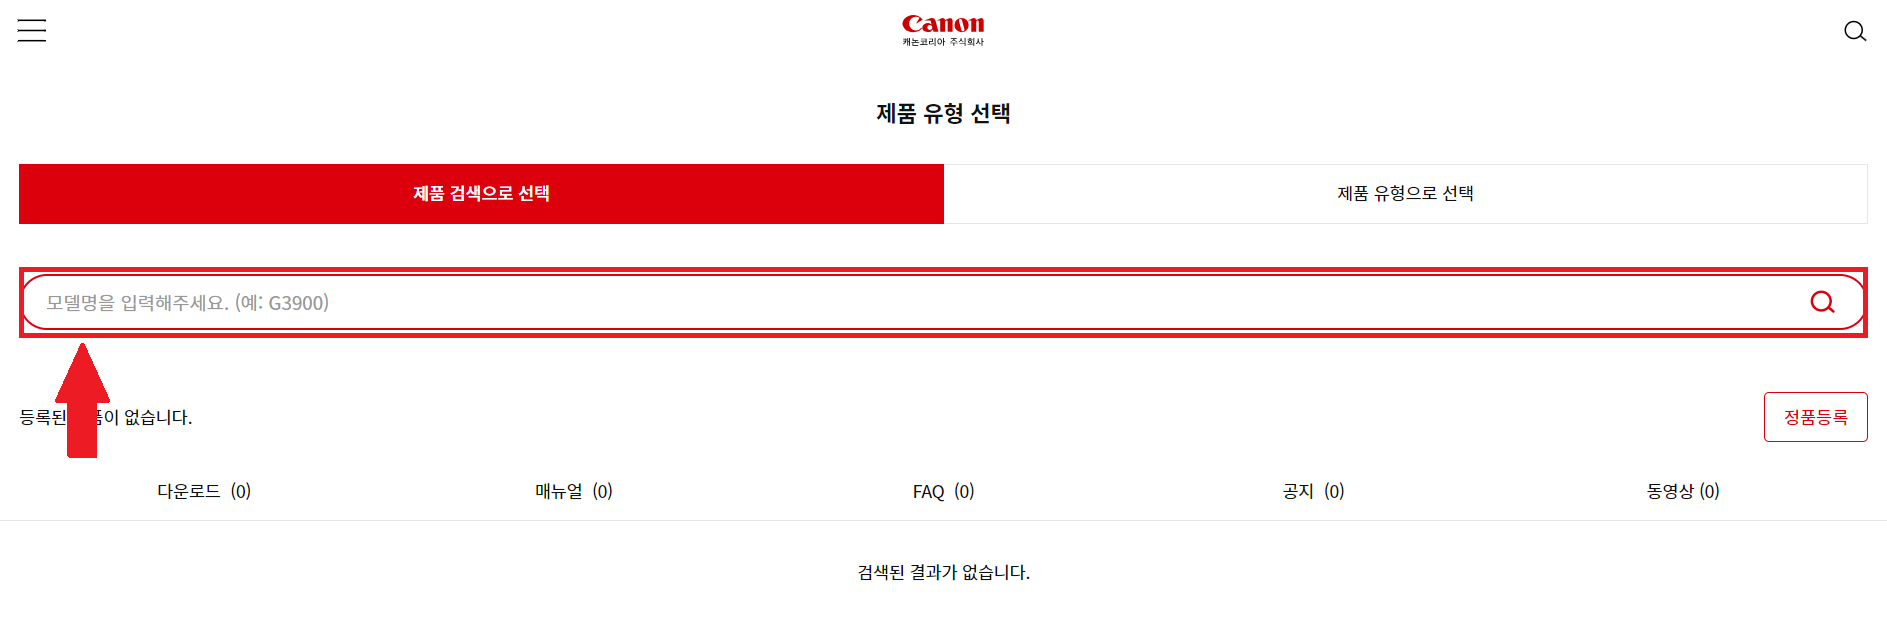 Canon
캐논코리아 주식회사
제품 유형 선택
제품 검색으로 선택
제품 유형으로 선택
모델명을 입력해주세요. (예: G3900)
등록된 품이 없습니다.
정품등록
다운로드 (0)
매뉴얼 (0)
FAQ (0)
공지 (0)
동영상 (0)
검색된 결과가 없습니다.